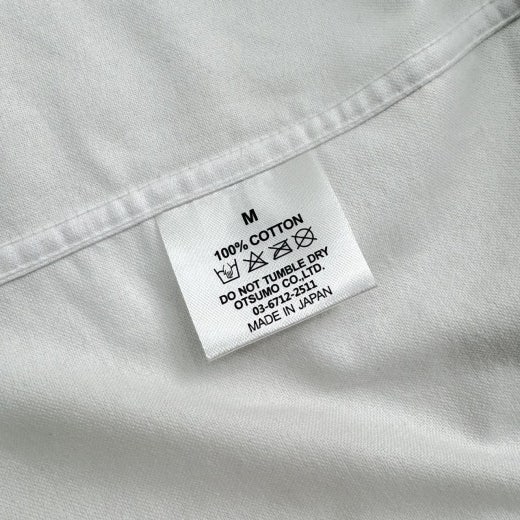 M
100% COTTON
DO NOT TUMBLE DRY
OTSUMO CO.,LTD.
03-6712-2511
MADE IN JAPAN